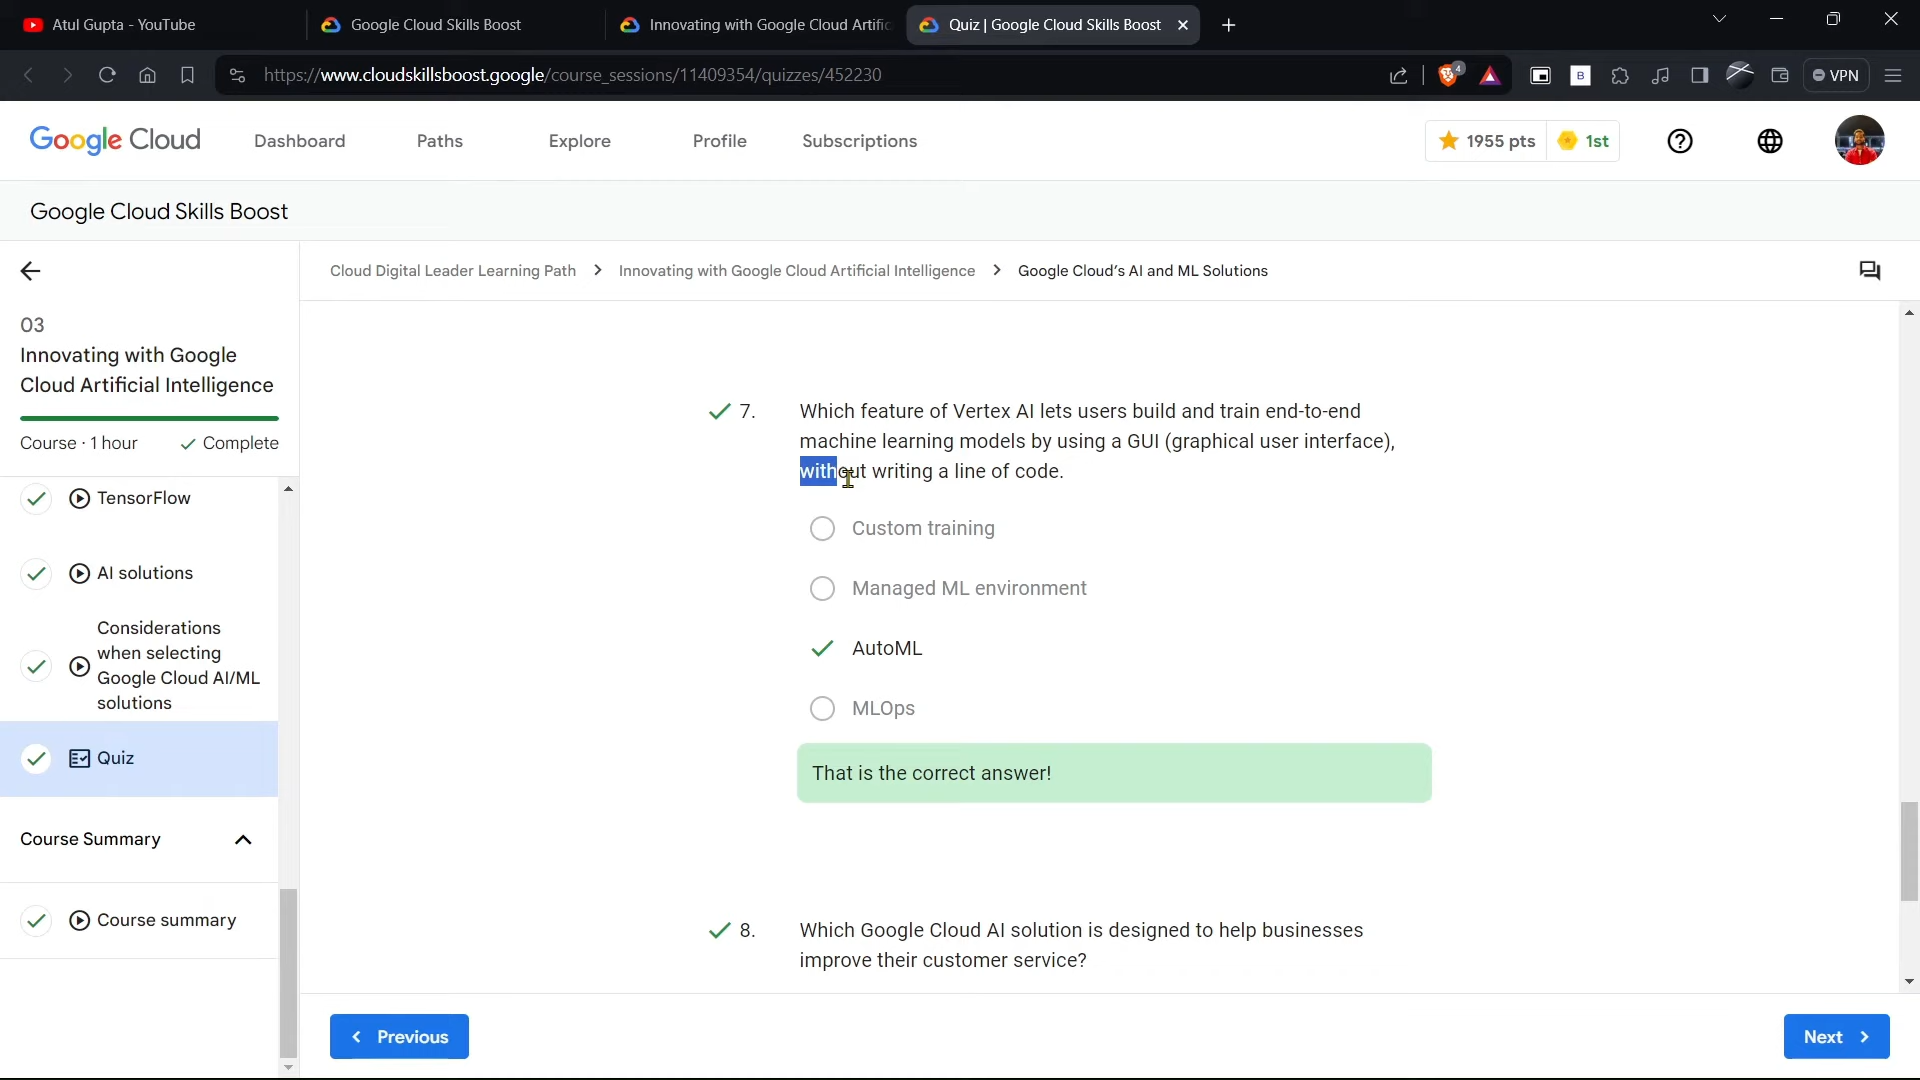 Atul Gupta - YouTube
Google Cloud Skills Boost
Innovating with Google Cloud Artific
Quiz | Google Cloud Skills Boost
https://www.cloudskillsboost.google/course_sessions/11409354/quizzes/452230
4
B
VPN
Google Cloud
Dashboard
Paths
Explore
Profile
Subscriptions
1955 pts
1st
Google Cloud Skills Boost
Cloud Digital Leader Learning Path > Innovating with Google Cloud Artificial Intelligence > Google Cloud's AI and ML Solutions
03
Innovating with Google
Cloud Artificial Intelligence
Course · 1 hour
Complete
TensorFlow
AI solutions
Considerations
when selecting
Google Cloud AI/ML
solutions
Quiz
Course Summary
Course summary
7. Which feature of Vertex AI lets users build and train end-to-end
machine learning models by using a GUI (graphical user interface),
without writing a line of code.
Custom training
Managed ML environment
AutoML
MLOps
That is the correct answer!
8. Which Google Cloud AI solution is designed to help businesses
improve their customer service?
Previous
Next